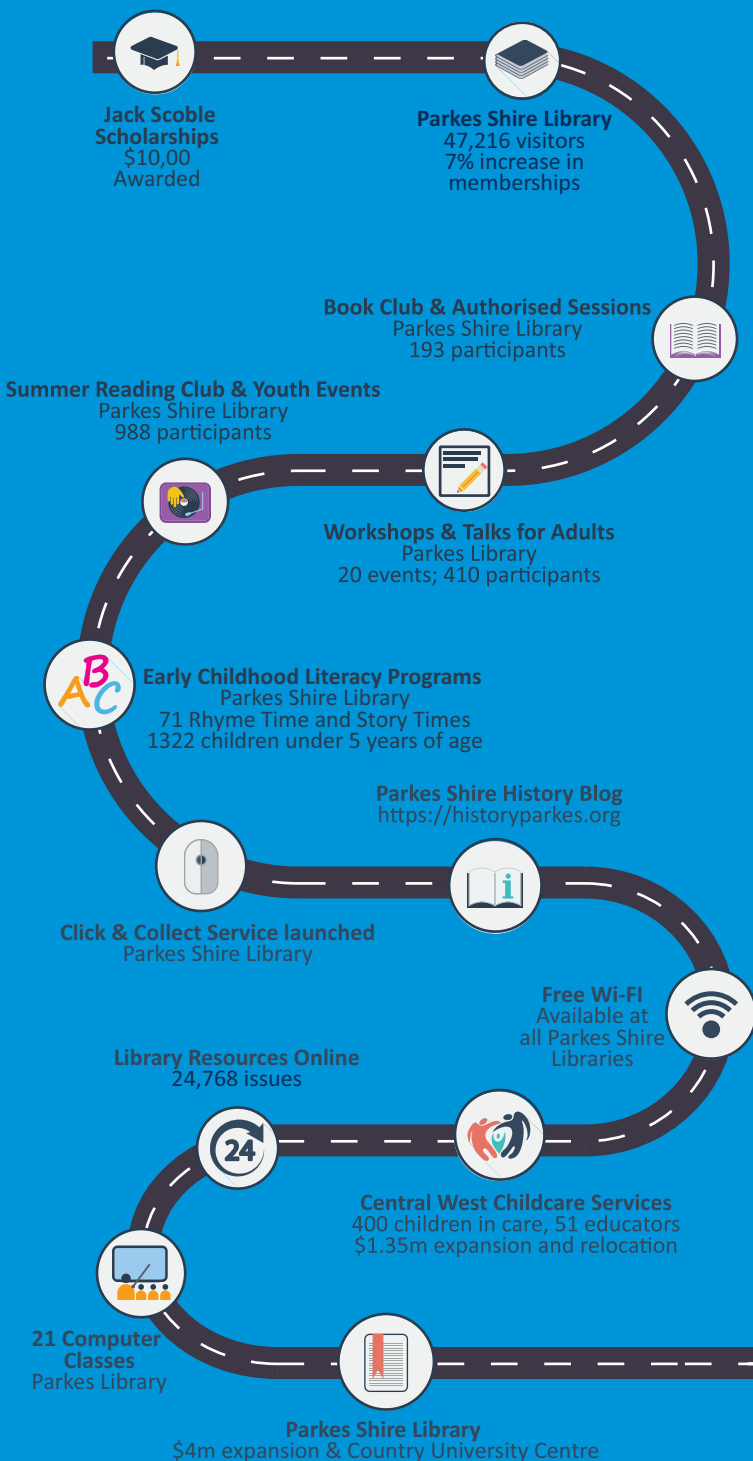 Jack Scoble
Scholarships
$10,00
Awarded
Parkes Shire Library
47,216 visitors
7% increase in
memberships
Book Club & Authorised Sessions
Parkes Shire Library
193 participants
Summer Reading Club & Youth Events
Parkes Shire Library
988 participants
Workshops & Talks for Adults
Parkes Library
20 events; 410 participants
A B C
Early Childhood Literacy Programs
Parkes Shire Library
71 Rhyme Time and Story Times
1322 children under 5 years of age
Parkes Shire History Blog
https://historyparkes.org
i
Click & Collect Service launched
Parkes Shire Library
Free Wi-FI
Available at
all Parkes Shire
Libraries
Library Resources Online
24,768 issues
24
Central West Childcare Services
400 children in care, 51 educators
$1.35m expansion and relocation
21 Computer
Classes
Parkes Library
Parkes Shire Library
$4m expansion & Country University Centre